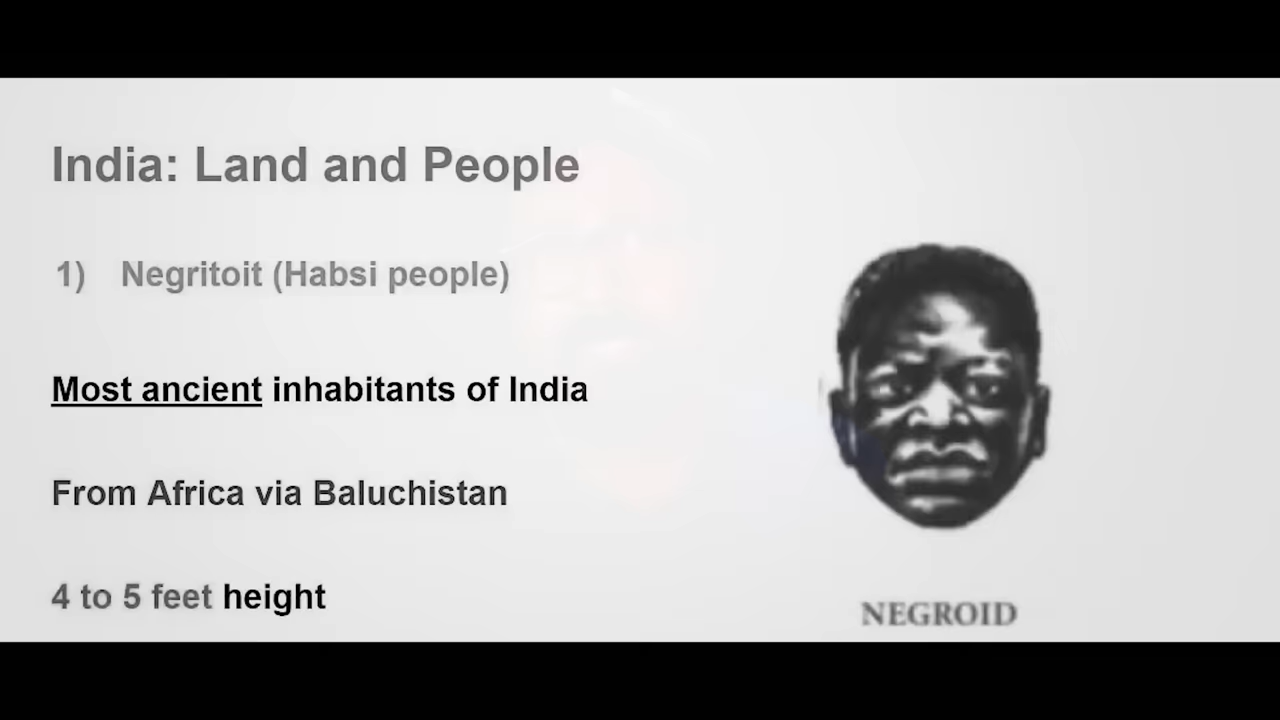 India: Land and People
1) Negritoit (Habsi people)
Most ancient inhabitants of India
From Africa via Baluchistan
4 to 5 feet height
NEGROID